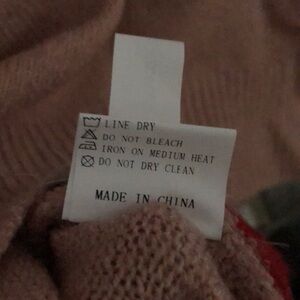 LINE DRY
DO NOT BLEACH
IRON ON MEDIUM HEAT
DO NOT DRY CLEAN
MADE IN CHINA